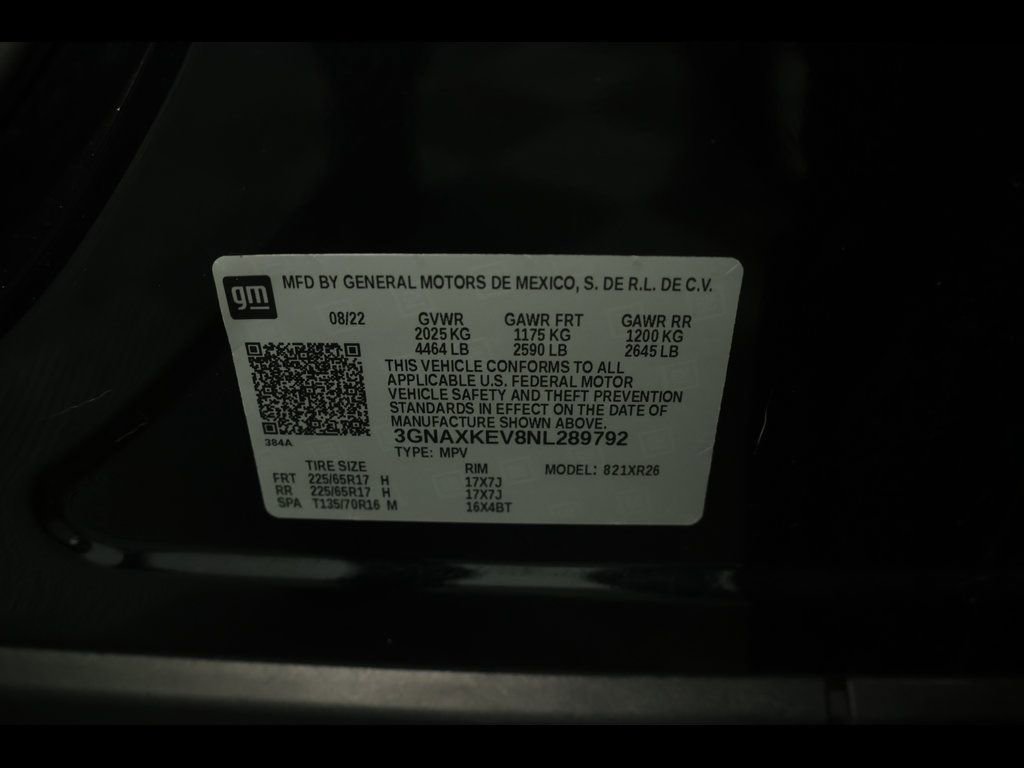 gm
MFD BY GENERAL MOTORS DE MEXICO, S. DE R.L. DE C.V.
08/22 GVWR GAWR FRT GAWR RR
2025 KG 1175 KG 1200 KG
4464 LB 2590 LB 2645 LB
THIS VEHICLE CONFORMS TO ALL
APPLICABLE U.S. FEDERAL MOTOR
VEHICLE SAFETY AND THEFT PREVENTION
STANDARDS IN EFFECT ON THE DATE OF
MANUFACTURE SHOWN ABOVE.
384A
3GNAXKEV8NL289792
TYPE: MPV
TIRE SIZE RIM MODEL: 821XR26
FRT 225/65R17 H 17X7J
RR 225/65R17 H 17X7J
SPA T135/70R16 M 16X4BT